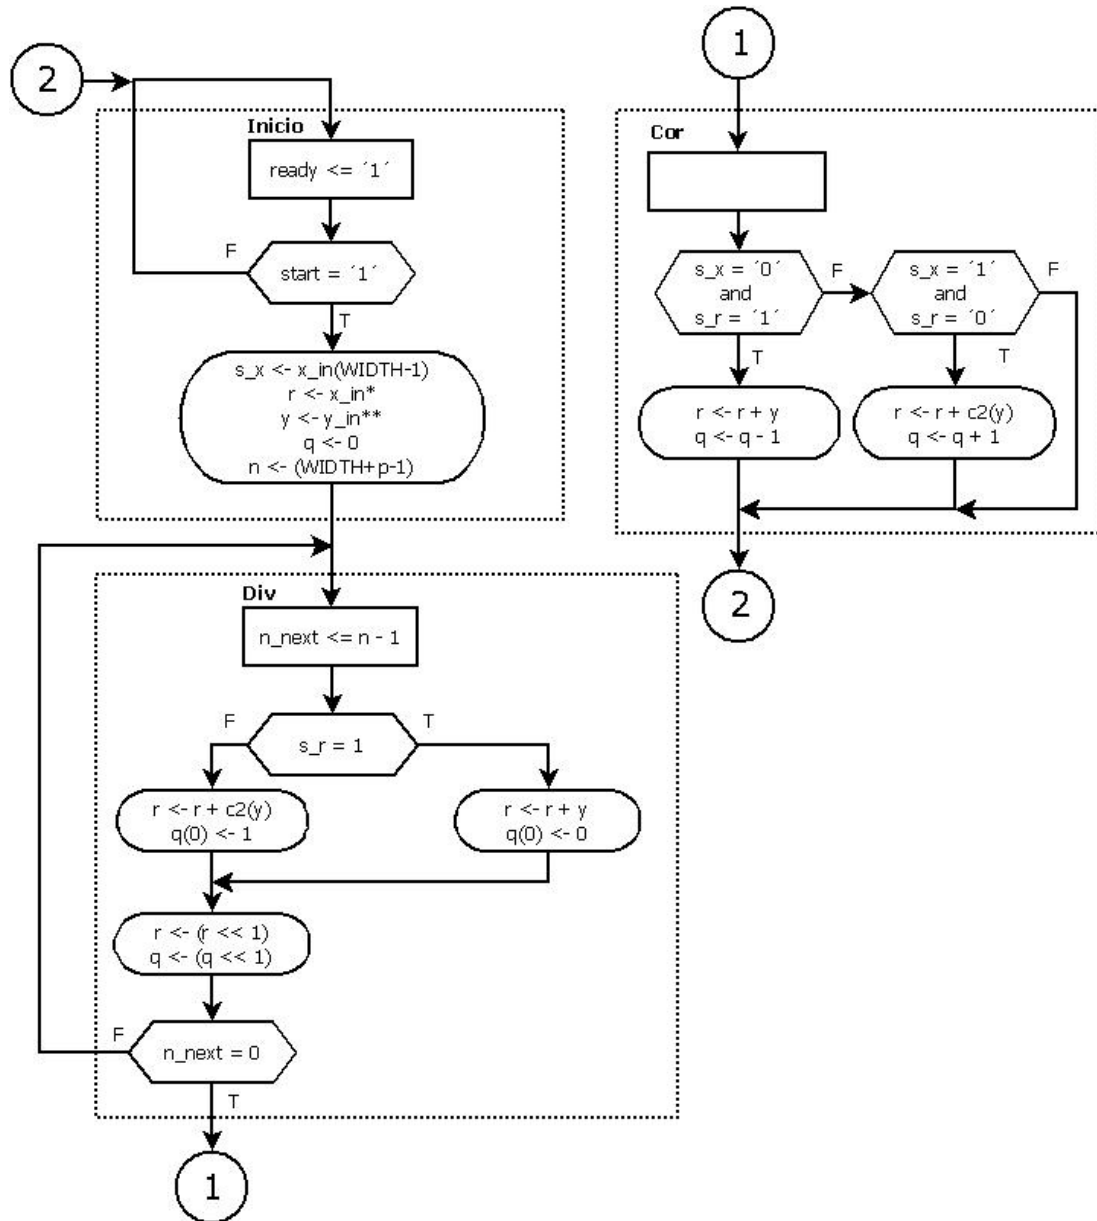 2
Inicio
ready <= ´1´
F
start = ´1´
T
s_x <- x_in(WIDTH-1)
r <- x_in*
y <- y_in**
q <- 0
n <- (WIDTH+p-1)
Div
n_next <= n - 1
F
T
s_r = 1
r <- r + c2(y)
q(0) <- 1
r <- r + y
q(0) <- 0
r <- (r << 1)
q <- (q << 1)
F
n_next = 0
T
1
1
Cor
s_x = ´0´
and
s_r = ´1´
F
s_x = ´1´
and
s_r = ´0´
F
T
T
r <- r + y
q <- q - 1
r <- r + c2(y)
q <- q + 1
2